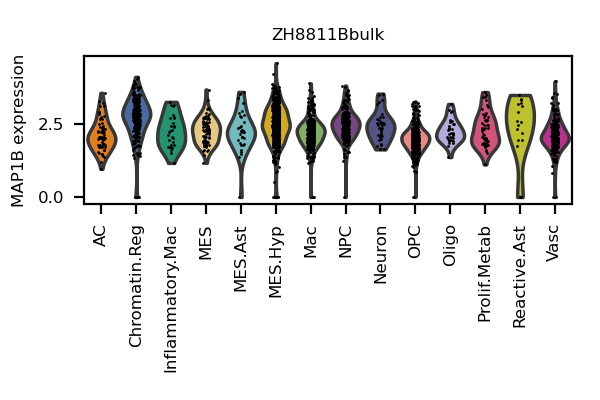 ZH8811Bbulk
MAP1B expression
2.5
0.0
AC
Chromatin.Reg
Inflammatory.Mac
MES
MES.Ast
MES.Hyp
Mac
NPC
Neuron
OPC
Oligo
Prolif.Metab
Reactive.Ast
Vasc